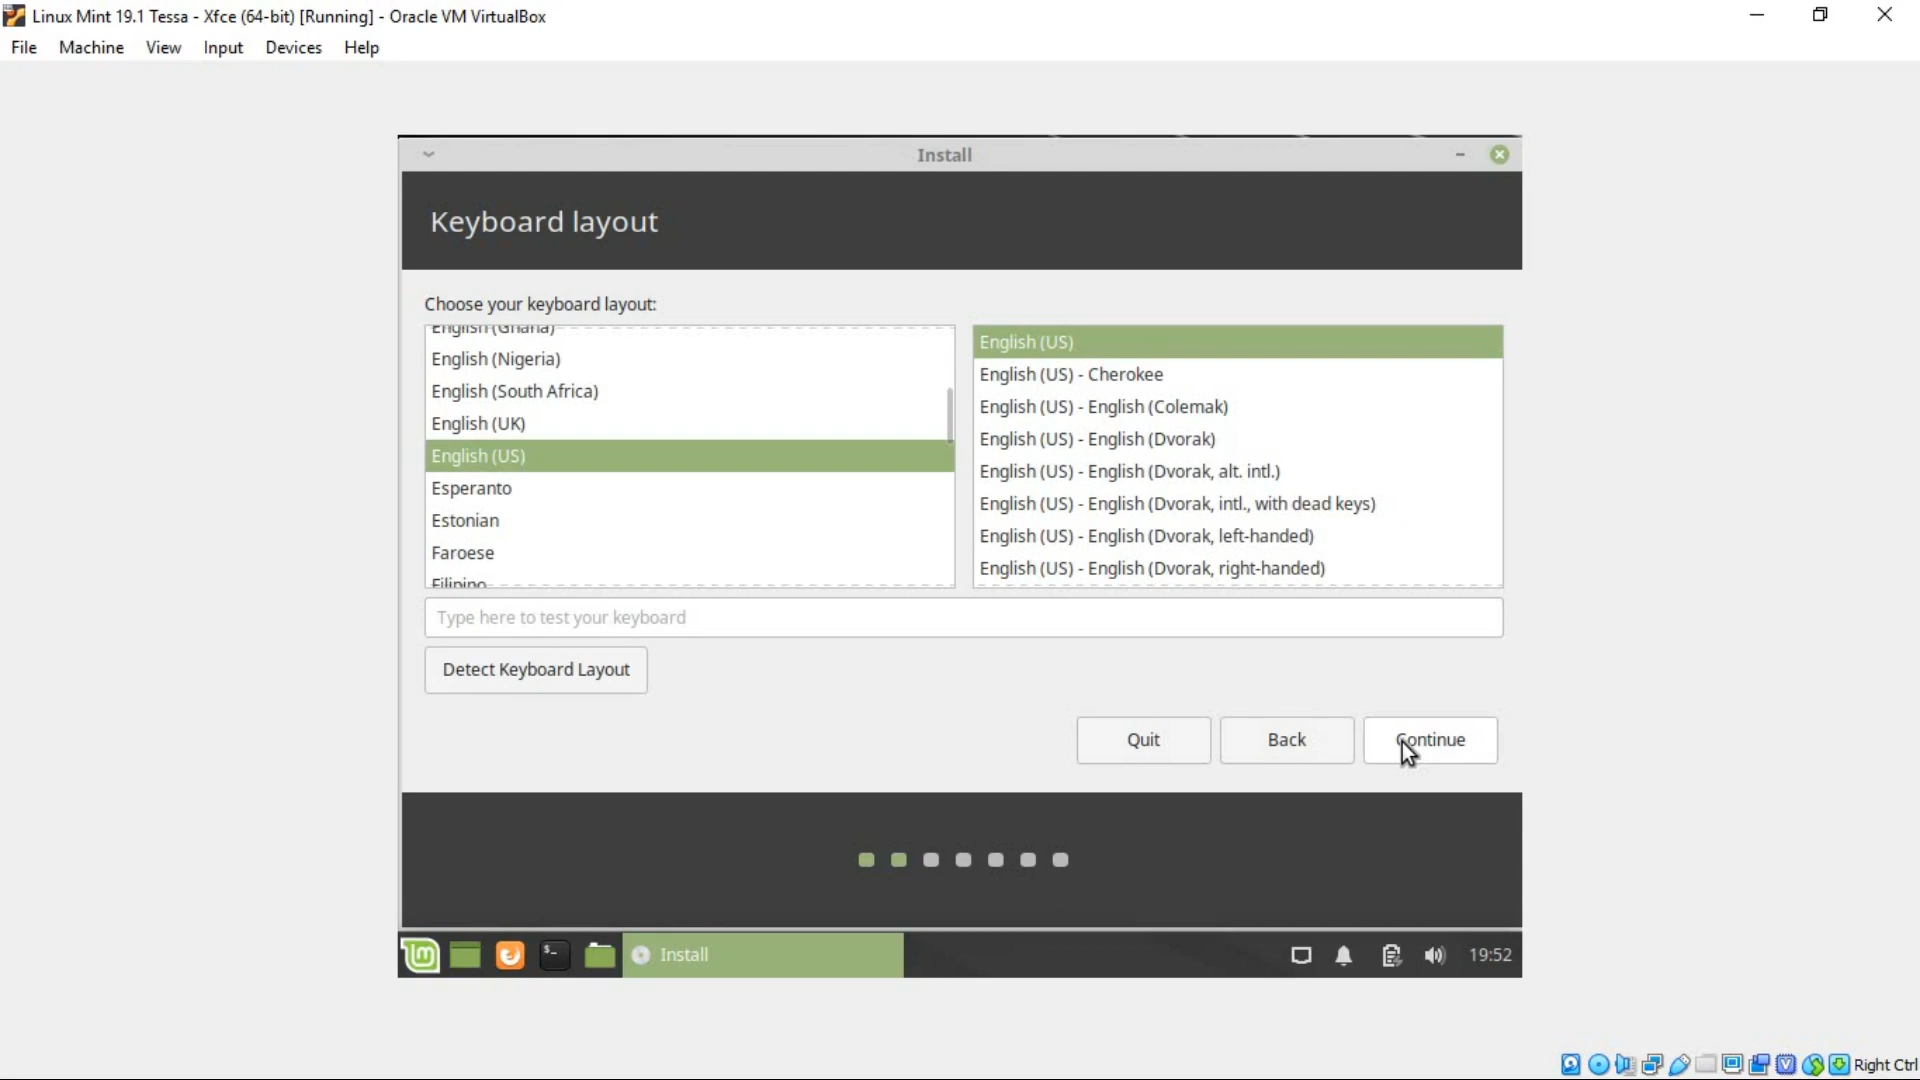 Linux Mint 19.1 Tessa - Xfce (64-bit) [Running] - Oracle VM VirtualBox
File Machine View Input Devices Help
Install
Keyboard layout
Choose your keyboard layout:
English (Ghana)
English (Nigeria)
English (South Africa)
English (UK)
English (US)
Esperanto
Estonian
Faroese
Filipino
English (US)
English (US) - Cherokee
English (US) - English (Colemak)
English (US) - English (Dvorak)
English (US) - English (Dvorak, alt. intl.)
English (US) - English (Dvorak, intl., with dead keys)
English (US) - English (Dvorak, left-handed)
English (US) - English (Dvorak, right-handed)
Type here to test your keyboard
Detect Keyboard Layout
Quit Back Continue
Install 19:52
Right Ctrl